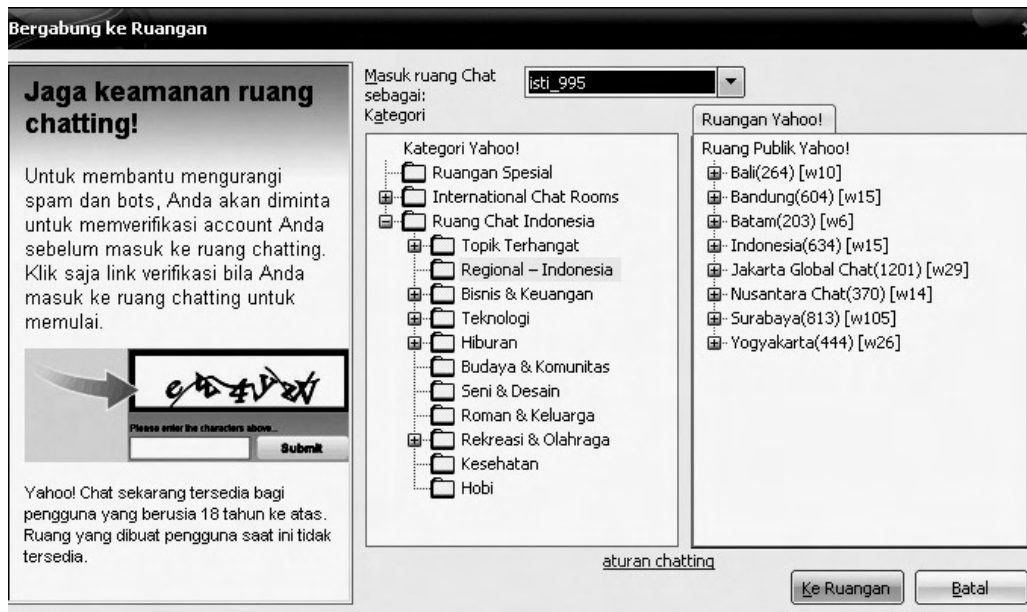 Bergabung ke Ruangan
Jaga keamanan ruang
chatting!
Untuk membantu mengurangi
spam dan bots, Anda akan diminta
untuk memverifikasi account Anda
sebelum masuk ke ruang chatting.
Klik saja link verifikasi bila Anda
masuk ke ruang chatting untuk
memulai.
Please enter the characters above...
Submit
Yahoo! Chat sekarang tersedia bagi
pengguna yang berusia 18 tahun ke atas.
Ruang yang dibuat pengguna saat ini tidak
tersedia.
Masuk ruang Chat
sebagai:
isti_995
Kategori
Kategori Yahoo!
Ruangan Spesial
International Chat Rooms
Ruang Chat Indonesia
Topik Terhangat
Regional – Indonesia
Bisnis & Keuangan
Teknologi
Hiburan
Budaya & Komunitas
Seni & Desain
Roman & Keluarga
Rekreasi & Olahraga
Kesehatan
Hobi
Ruangan Yahoo!
Ruang Publik Yahoo!
Bali(264) [w10]
Bandung(604) [w15]
Batam(203) [w6]
Indonesia(634) [w15]
Jakarta Global Chat(1201) [w29]
Nusantara Chat(370) [w14]
Surabaya(813) [w105]
Yogyakarta(444) [w26]
aturan chatting
Ke Ruangan
Batal